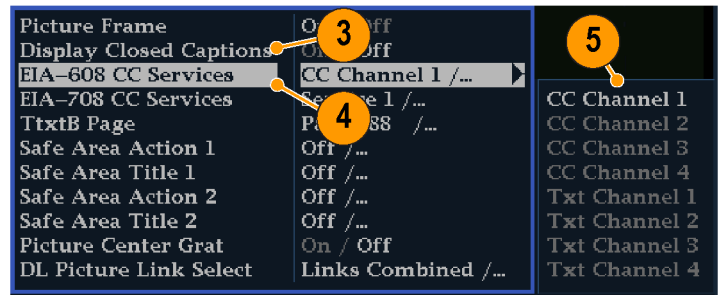 Picture Frame On / Off
3
Display Closed Captions On / Off
5
EIA–608 CC Services CC Channel 1 /...
4
EIA–708 CC Services Service 1 /...
TtxtB Page 88 /...
Safe Area Action 1 Off /...
Safe Area Title 1 Off /...
Safe Area Action 2 Off /...
Safe Area Title 2 Off /...
Picture Center Grat On / Off
DL Picture Link Select Links Combined /...
CC Channel 1
CC Channel 2
CC Channel 3
CC Channel 4
Txt Channel 1
Txt Channel 2
Txt Channel 3
Txt Channel 4